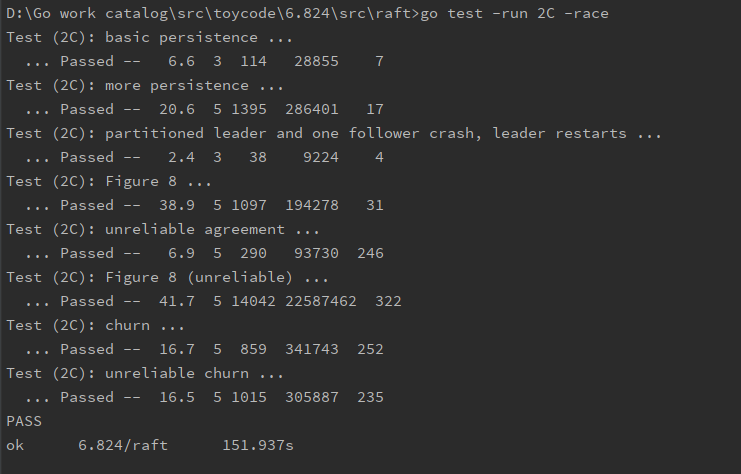 D:\Go work catalog\src\toycode\6.824\src\raft>go test -run 2C -race
Test (2C): basic persistence ...
  ... Passed --   6.6  3  114   28855    7
Test (2C): more persistence ...
  ... Passed --  20.6  5 1395  286401   17
Test (2C): partitioned leader and one follower crash, leader restarts ...
  ... Passed --   2.4  3   38    9224    4
Test (2C): Figure 8 ...
  ... Passed --  38.9  5 1097  194278   31
Test (2C): unreliable agreement ...
  ... Passed --   6.9  5  290   93730  246
Test (2C): Figure 8 (unreliable) ...
  ... Passed --  41.7  5 14042 22587462  322
Test (2C): churn ...
  ... Passed --  16.7  5  859  341743  252
Test (2C): unreliable churn ...
  ... Passed --  16.5  5 1015  305887  235
PASS
ok      6.824/raft      151.937s